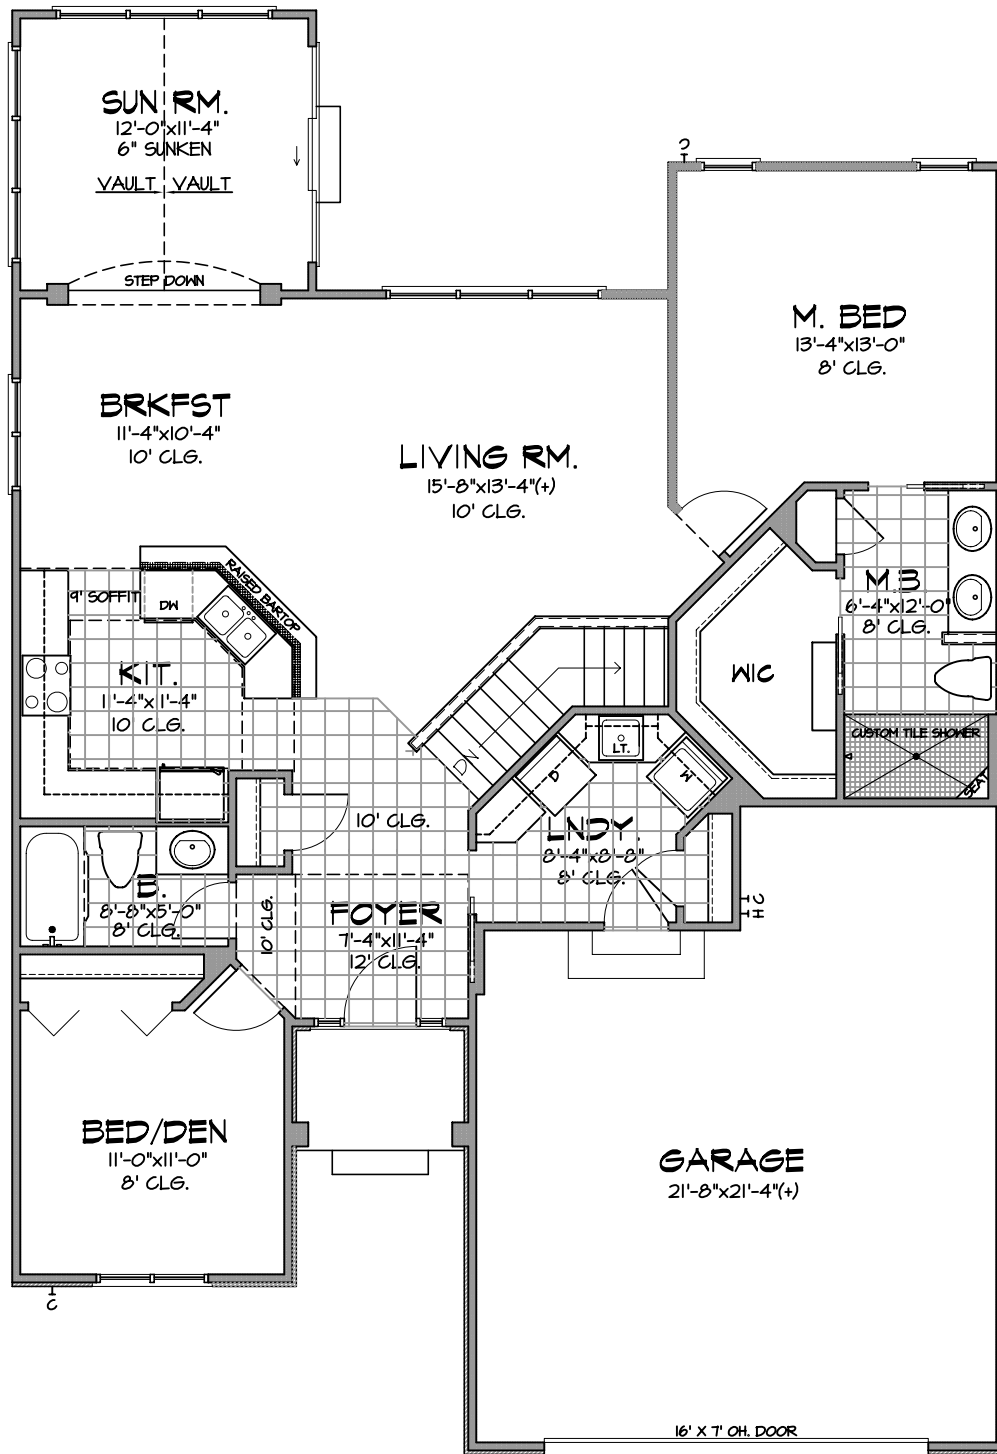 SUN RM.
12'-0"x11'-4"
6" SUNKEN
VAULT VAULT
STEP DOWN
C
M. BED
13'-4"x13'-0"
8' CLG.
BRKFST
11'-4"x10'-4"
10' CLG.
LIVING RM.
15'-8"x13'-4"(+)
10' CLG.
RAISED BARTOP
9' SOFFIT
DW
M.B
6'-4"x12'-0"
8' CLG.
KIT.
10' CLG.
WIC
DN
LT.
D
W
CUSTOM TILE SHOWER
SEAT
10' CLG.
LNDY.
8'-4"x8'-8"
8' CLG.
B.
8'-8"x5'-0"
8' CLG.
10' CLG.
FOYER
7'-4"x11'-4"
12' CLG.
H C
BED/DEN
11'-0"x11'-0"
8' CLG.
GARAGE
21'-8"x21'-4"(+)
C
16' X 7' OH. DOOR